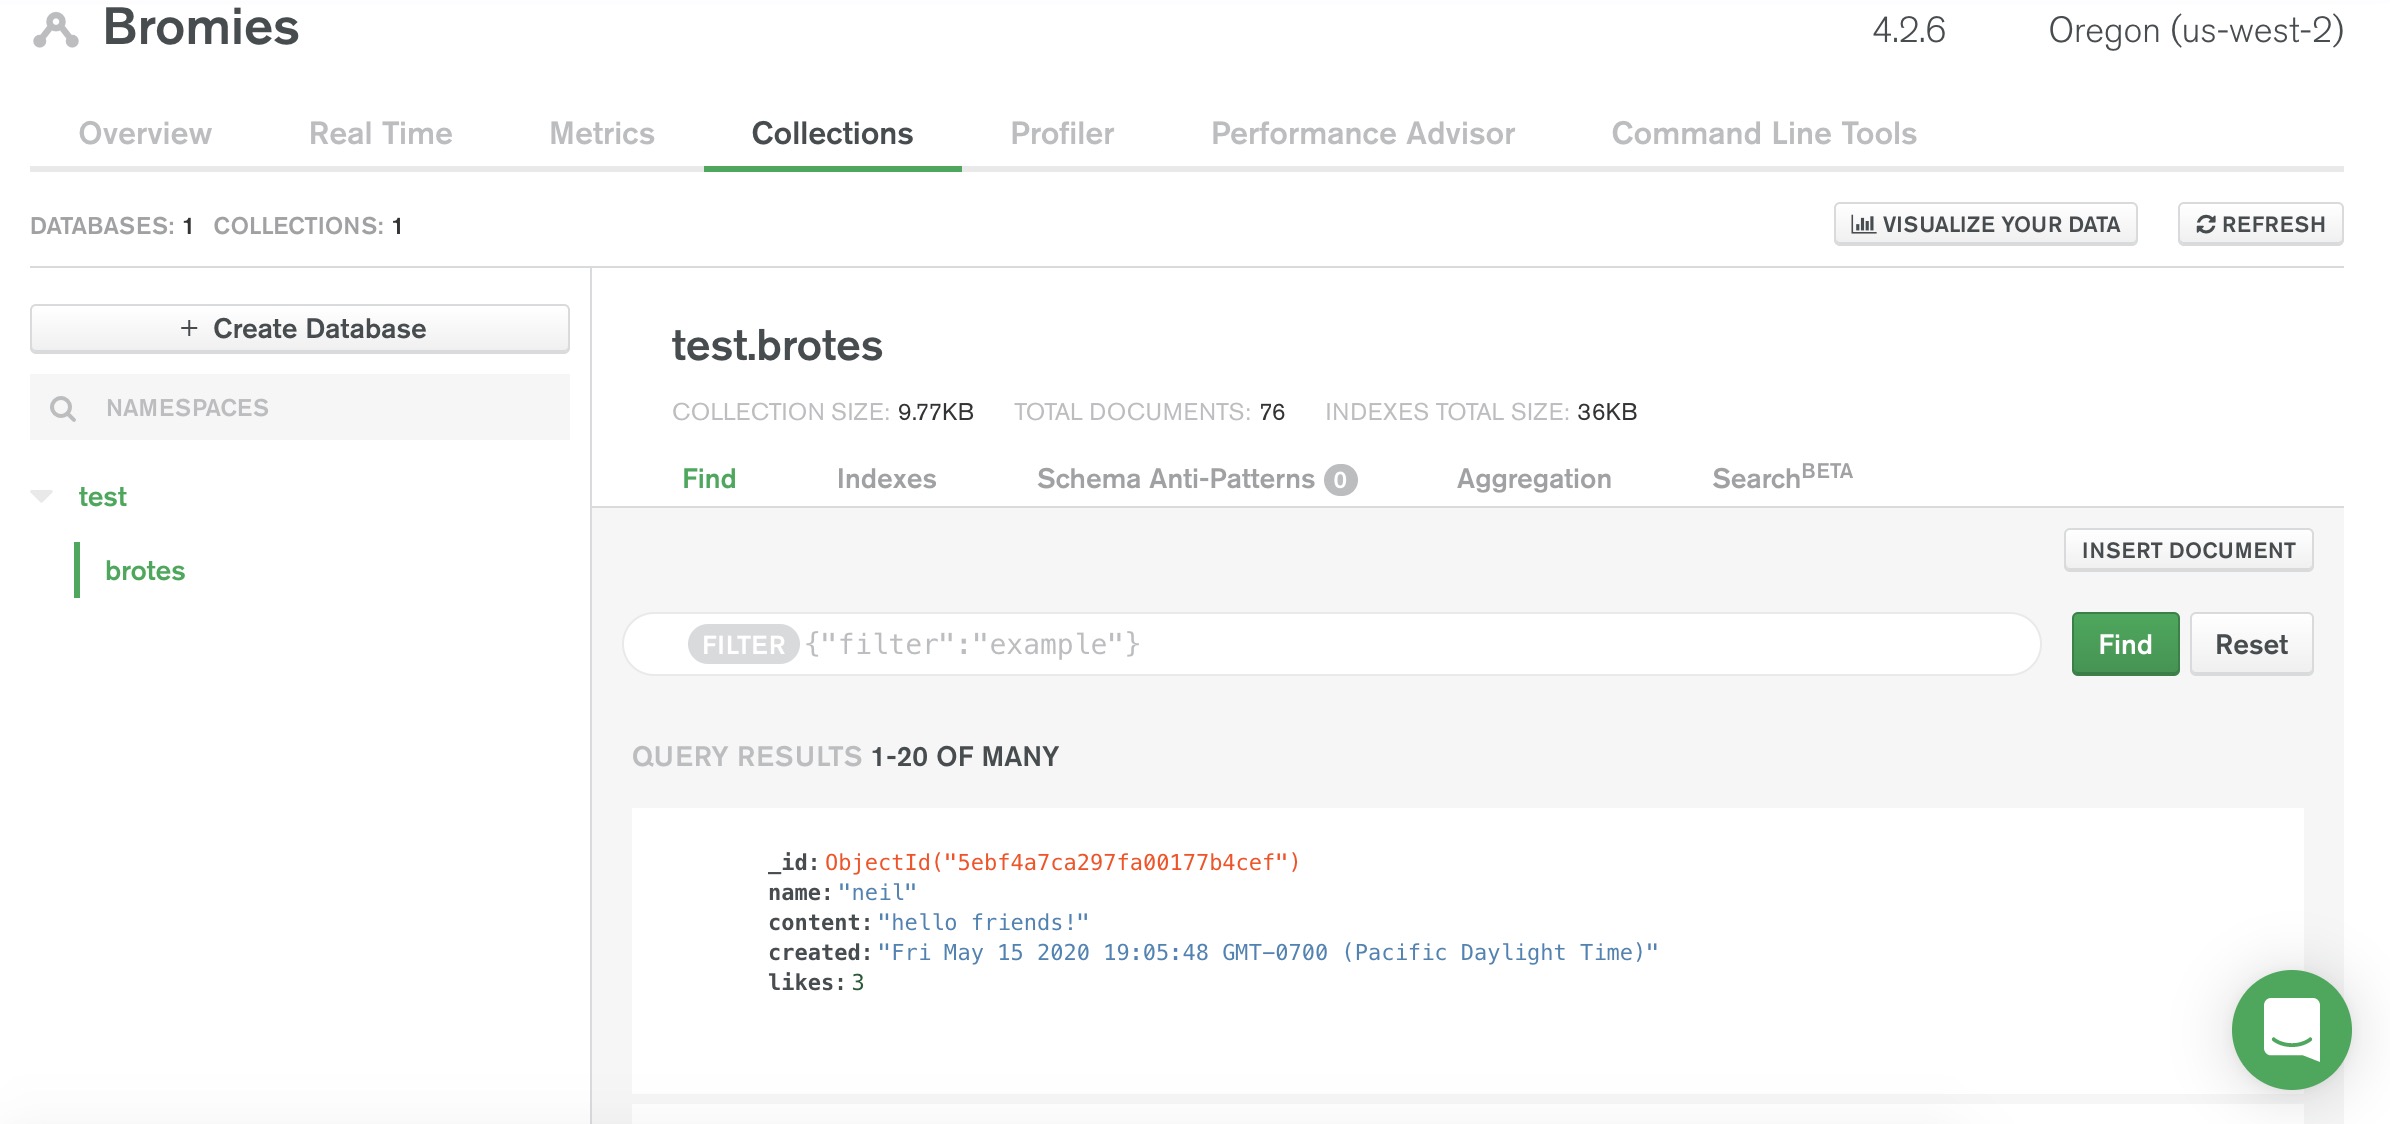 Bromies
4.2.6
Oregon (us-west-2)
Overview
Real Time
Metrics
Collections
Profiler
Performance Advisor
Command Line Tools
DATABASES: 1 COLLECTIONS: 1
VISUALIZE YOUR DATA
REFRESH
+ Create Database
NAMESPACES
test
brotes
test.brotes
COLLECTION SIZE: 9.77KB TOTAL DOCUMENTS: 76 INDEXES TOTAL SIZE: 36KB
Find
Indexes
Schema Anti-Patterns 0
Aggregation
Search BETA
INSERT DOCUMENT
FILTER {"filter":"example"}
Find
Reset
QUERY RESULTS 1-20 OF MANY
_id: ObjectId("5ebf4a7ca297fa00177b4cef")
name: "neil"
content: "hello friends!"
created: "Fri May 15 2020 19:05:48 GMT-0700 (Pacific Daylight Time)"
likes: 3